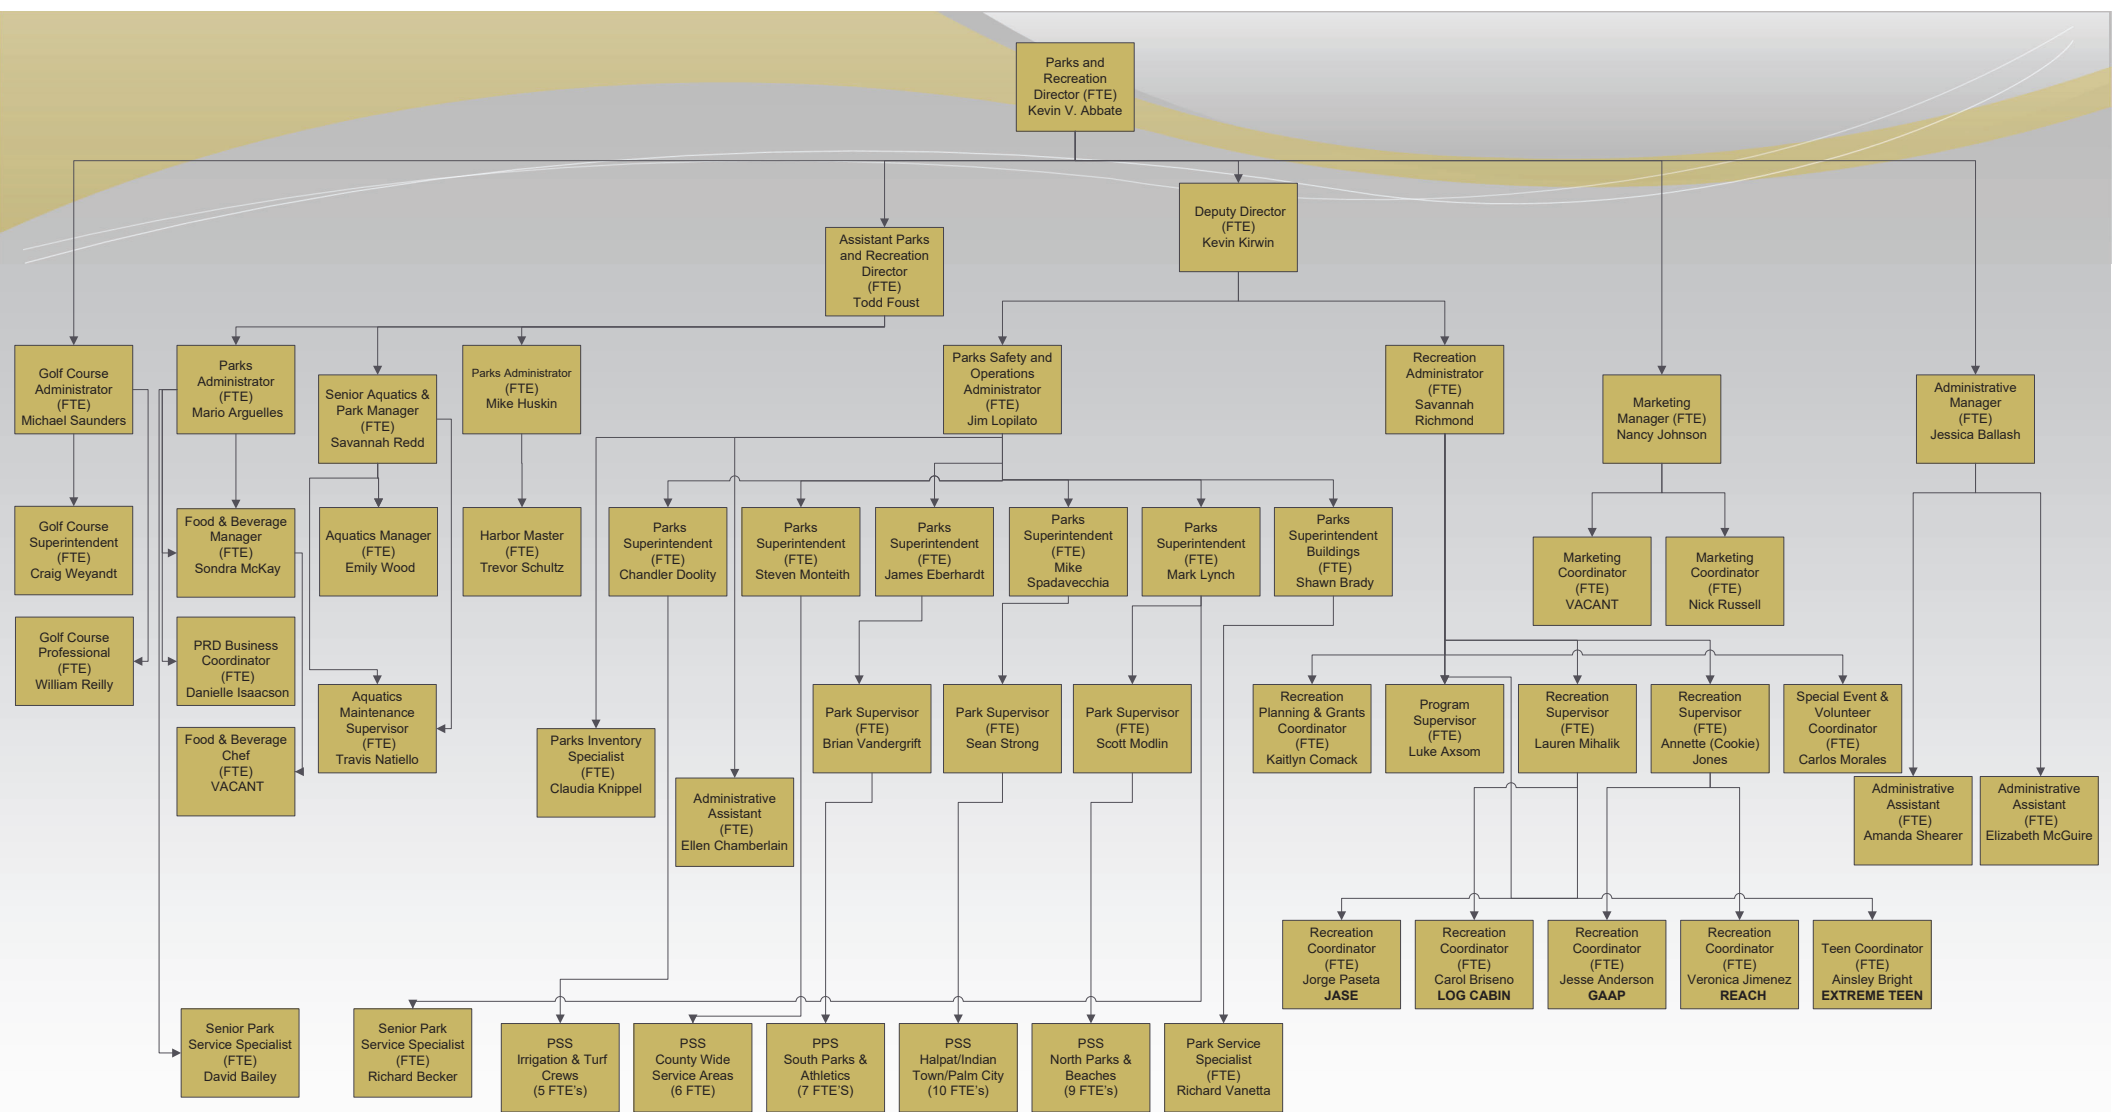 Parks and
Recreation
Director (FTE)
Kevin V. Abbate
Deputy Director
(FTE)
Kevin Kirwin
Assistant Parks
and Recreation
Director
(FTE)
Todd Foust
Golf Course
Administrator
(FTE)
Michael Saunders
Parks
Administrator
(FTE)
Mario Arguelles
Senior Aquatics &
Park Manager
(FTE)
Savannah Redd
Parks Administrator
(FTE)
Mike Huskin
Parks Safety and
Operations
Administrator
(FTE)
Jim Lopilato
Recreation
Administrator
(FTE)
Savannah
Richmond
Marketing
Manager (FTE)
Nancy Johnson
Administrative
Manager
(FTE)
Jessica Ballash
Golf Course
Superintendent
(FTE)
Craig Weyandt
Food & Beverage
Manager
(FTE)
Sondra McKay
Aquatics Manager
(FTE)
Emily Wood
Harbor Master
(FTE)
Trevor Schultz
Parks
Superintendent
(FTE)
Chandler Doolity
Parks
Superintendent
(FTE)
Steven Monteith
Parks
Superintendent
(FTE)
James Eberhardt
Parks
Superintendent
(FTE)
Mike
Spadavecchia
Parks
Superintendent
(FTE)
Mark Lynch
Parks
Superintendent
Buildings
(FTE)
Shawn Brady
Marketing
Coordinator
(FTE)
VACANT
Marketing
Coordinator
(FTE)
Nick Russell
Golf Course
Professional
(FTE)
William Reilly
PRD Business
Coordinator
(FTE)
Danielle Isaacson
Aquatics
Maintenance
Supervisor
(FTE)
Travis Natiello
Food & Beverage
Chef
(FTE)
VACANT
Parks Inventory
Specialist
(FTE)
Claudia Knippel
Administrative
Assistant
(FTE)
Ellen Chamberlain
Park Supervisor
(FTE)
Brian Vandergrift
Park Supervisor
(FTE)
Sean Strong
Park Supervisor
(FTE)
Scott Modlin
Recreation
Planning & Grants
Coordinator
(FTE)
Kaitlyn Comack
Program
Supervisor
(FTE)
Luke Axsom
Recreation
Supervisor
(FTE)
Lauren Mihalik
Recreation
Supervisor
(FTE)
Annette (Cookie)
Jones
Special Event &
Volunteer
Coordinator
(FTE)
Carlos Morales
Administrative
Assistant
(FTE)
Amanda Shearer
Administrative
Assistant
(FTE)
Elizabeth McGuire
Recreation
Coordinator
(FTE)
Jorge Paseta
JASE
Recreation
Coordinator
(FTE)
Carol Briseno
LOG CABIN
Recreation
Coordinator
(FTE)
Jesse Anderson
GAAP
Recreation
Coordinator
(FTE)
Veronica Jimenez
REACH
Teen Coordinator
(FTE)
Ainsley Bright
EXTREME TEEN
Senior Park
Service Specialist
(FTE)
David Bailey
Senior Park
Service Specialist
(FTE)
Richard Becker
PSS
Irrigation & Turf
Crews
(5 FTE's)
PSS
County Wide
Service Areas
(6 FTE)
PPS
South Parks &
Athletics
(7 FTE'S)
PSS
Halpat/Indian
Town/Palm City
(10 FTE's)
PSS
North Parks &
Beaches
(9 FTE's)
Park Service
Specialist
(FTE)
Richard Vanetta